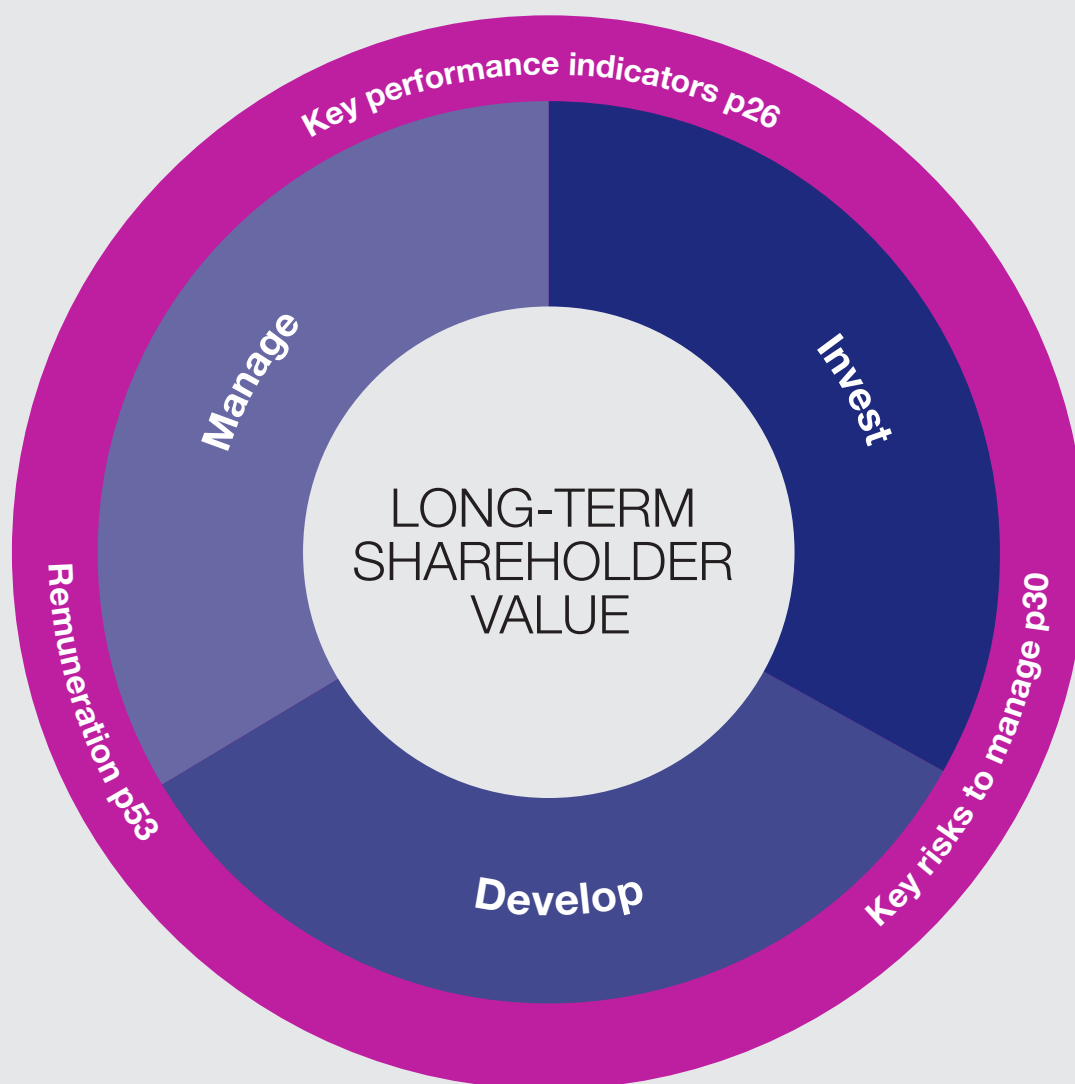 Key performance indicators p26
Manage
Invest
LONG-TERM
SHAREHOLDER
VALUE
Remuneration p53
Key risks to manage p30
Develop